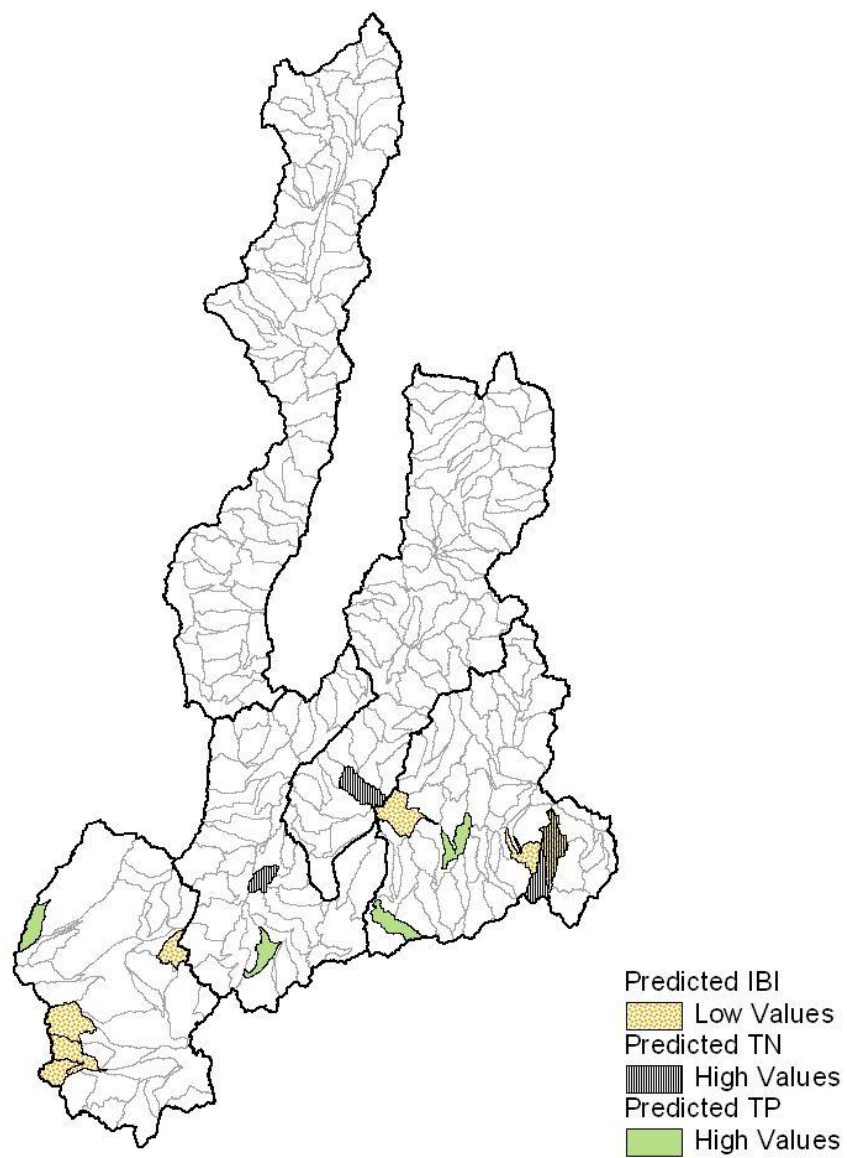 Predicted IBI
Low Values
Predicted TN
High Values
Predicted TP
High Values